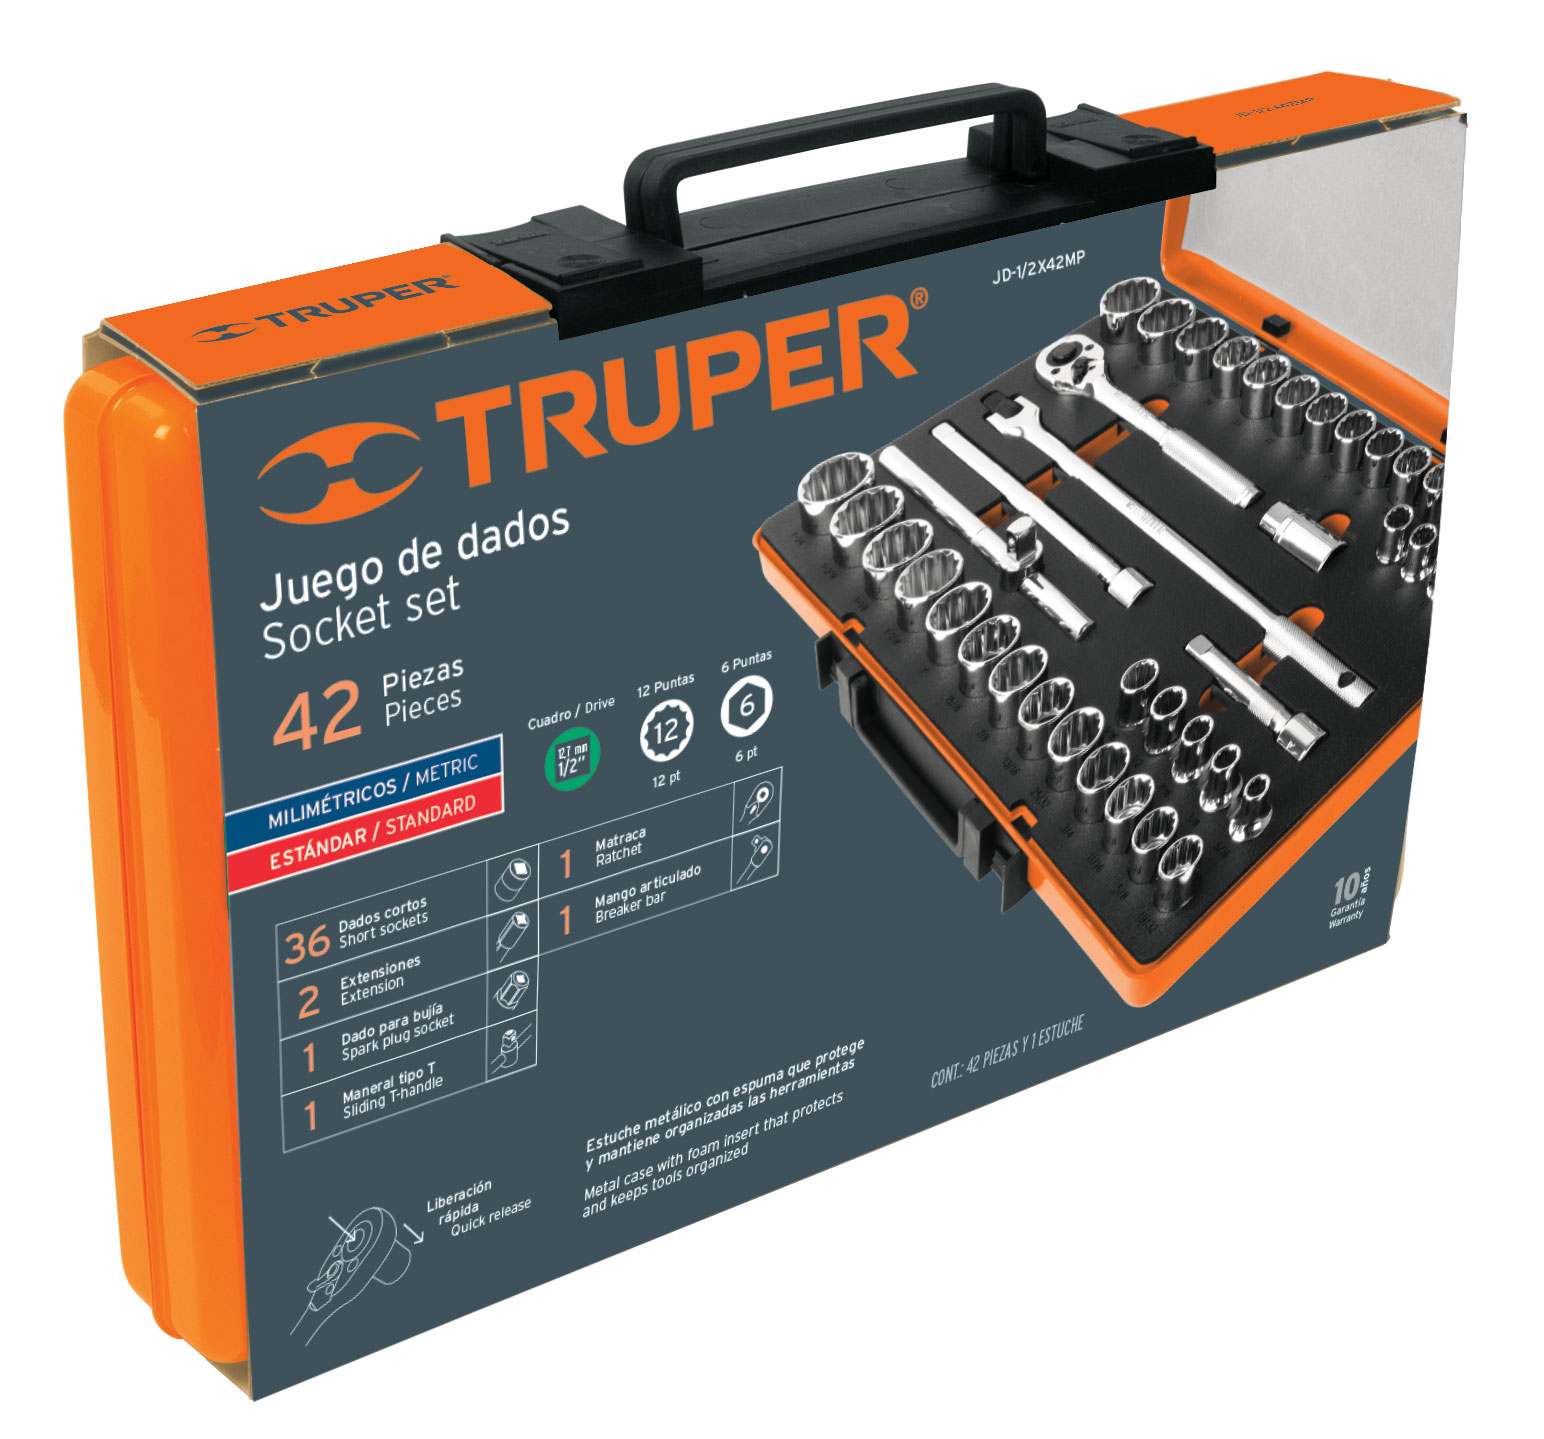 TRUPER®
JD-1/2X42MP
JD-1/2X42MP
TRUPER®
Juego de dados
Socket set
42 Piezas
Pieces
MILIMÉTRICOS / METRIC
ESTÁNDAR / STANDARD
Cuadro / Drive
12.7 mm
1/2"
12 Puntas
12
12 pt
6 Puntas
6
6 pt
36 Dados cortos
Short sockets
2 Extensiones
Extension
1 Dado para bujía
Spark plug socket
1 Maneral tipo T
Sliding T-handle
1 Matraca
Ratchet
1 Mango articulado
Breaker bar
Liberación
rápida
Quick release
Estuche metálico con espuma que protege
y mantiene organizadas las herramientas
Metal case with foam insert that protects
and keeps tools organized
CONT.: 42 PIEZAS Y 1 ESTUCHE
10 años
Garantía
Warranty